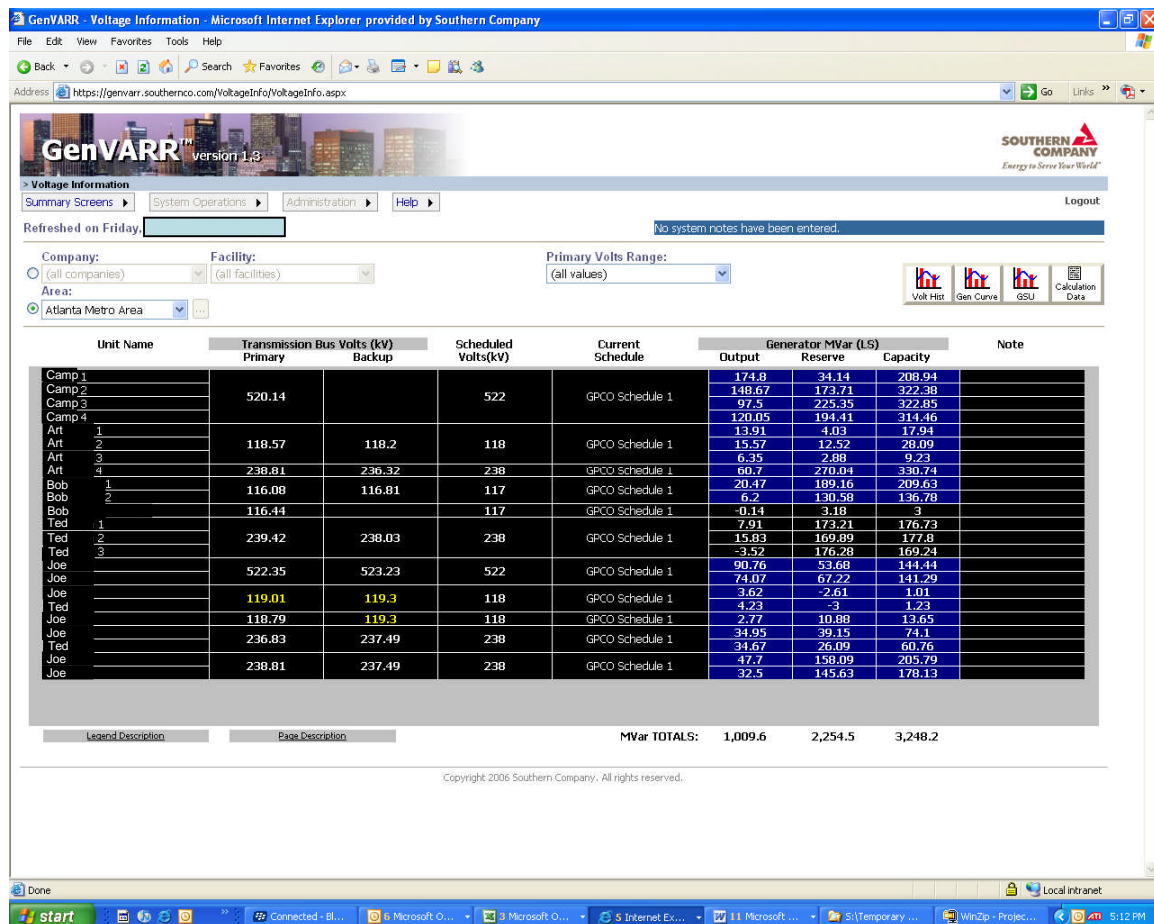 GenVARR - Voltage Information - Microsoft Internet Explorer provided by Southern Company
File Edit View Favorites Tools Help
Back Search Favorites
Address https://genvarr.southernco.com/VoltageInfo/VoltageInfo.aspx Go Links »
GenVARR™ version 1.3
SOUTHERN COMPANY
Energy to Serve Your World
> Voltage Information
Summary Screens System Operations Administration Help Logout
Refreshed on Friday, No system notes have been entered.
Company: Facility: Primary Volts Range:
(all companies) (all facilities) (all values)
Area:
Atlanta Metro Area ...
Volt Hist Gen Curve GSU Calculation Data
Unit Name Transmission Bus Volts (kV) Scheduled Current Generator MVar (LS) Note
Primary Backup Volts(kV) Schedule Output Reserve Capacity
Camp 1 174.8 34.14 208.94
Camp 2 148.67 173.71 322.38
520.14 522 GPCO Schedule 1
Camp 3 97.5 225.35 322.85
Camp 4 120.05 194.41 314.46
Art 1 13.91 4.03 17.94
Art 2 118.57 118.2 118 GPCO Schedule 1 15.57 12.52 28.09
Art 3 6.35 2.88 9.23
Art 4 238.81 236.32 238 GPCO Schedule 1 60.7 270.04 330.74
Bob 1 20.47 189.16 209.63
116.08 116.81 117 GPCO Schedule 1
Bob 2 6.2 130.58 136.78
Bob 116.44 117 GPCO Schedule 1 -0.14 3.18 3
Ted 1 7.91 173.21 176.73
Ted 2 239.42 238.03 238 GPCO Schedule 1 15.83 169.89 177.8
Ted 3 -3.52 176.28 169.24
Joe 90.76 53.68 144.44
522.35 523.23 522 GPCO Schedule 1
Joe 74.07 67.22 141.29
Joe 3.62 -2.61 1.01
119.01 119.3 118 GPCO Schedule 1
Ted 4.23 -3 1.23
Joe 118.79 119.3 118 GPCO Schedule 1 2.77 10.88 13.65
Joe 34.95 39.15 74.1
236.83 237.49 238 GPCO Schedule 1
Ted 34.67 26.09 60.76
Joe 47.7 158.09 205.79
238.81 237.49 238 GPCO Schedule 1
Joe 32.5 145.63 178.13
Legend Description Page Description MVar TOTALS: 1,009.6 2,254.5 3,248.2
Copyright 2006 Southern Company. All rights reserved.
Done Local intranet
start » Connected - Bl... 6 Microsoft O... 3 Microsoft O... 5 Internet Ex... 11 Microsoft ... S:\Temporary ... WinZip - Projec... 5:12 PM